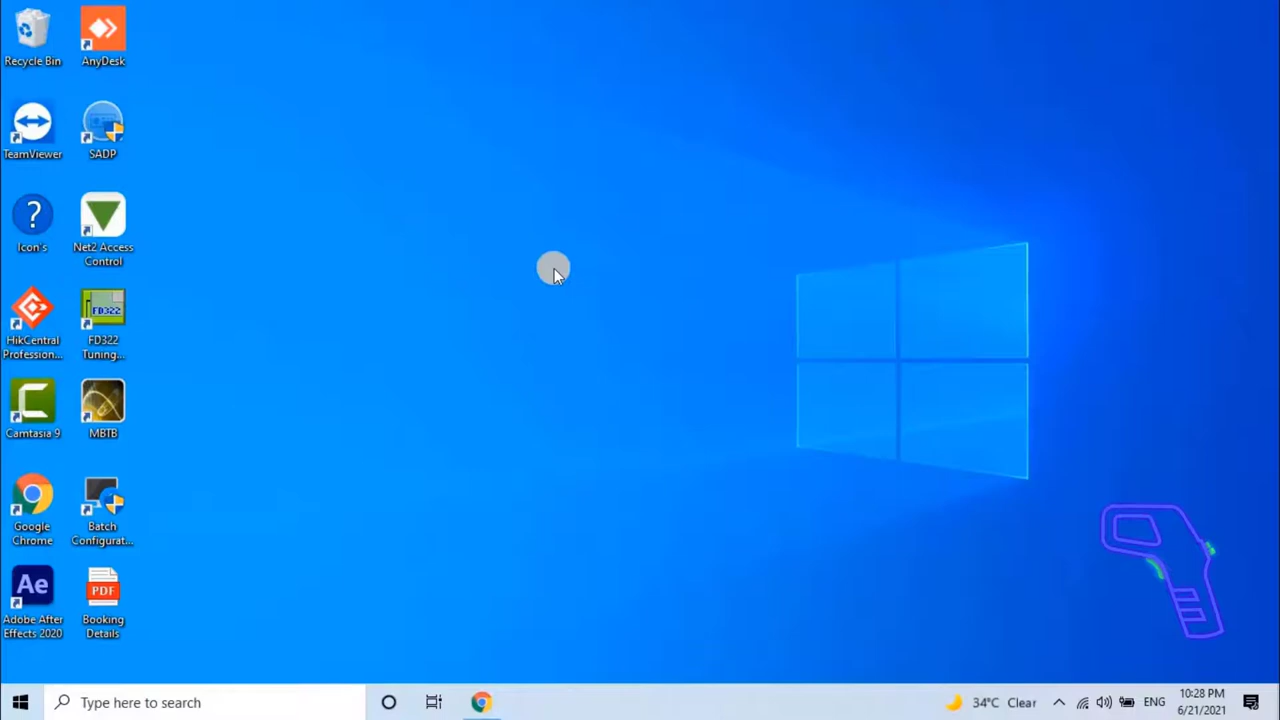 Recycle Bin
AnyDesk
TeamViewer
SADP
Icon's
Net2 Access
Control
HikCentral
Profession...
FD322
FD322
Tuning...
Camtasia 9
MBTB
Google
Chrome
Batch
Configurat...
Ae
Adobe After
Effects 2020
PDF
Booking
Details
Type here to search
34°C Clear
ENG
10:28 PM
6/21/2021